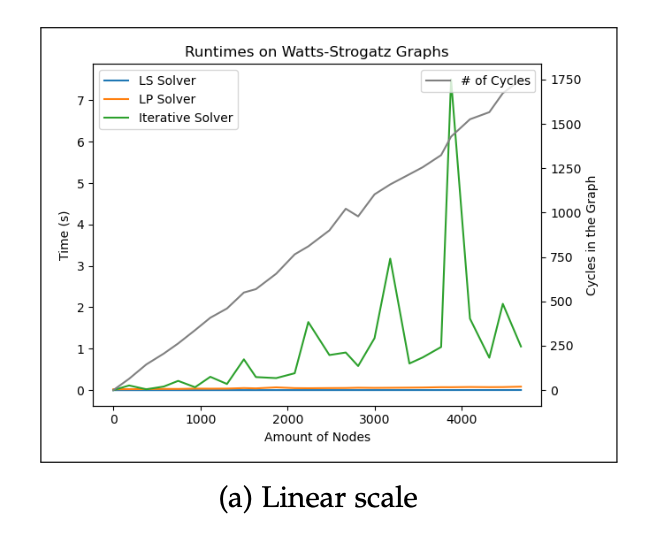 Runtimes on Watts-Strogatz Graphs
LS Solver
LP Solver
Iterative Solver
# of Cycles
7
6
5
4
3
2
1
0
Time (s)
1750
1500
1250
1000
750
500
250
0
Cycles in the Graph
0 1000 2000 3000 4000
Amount of Nodes
(a) Linear scale